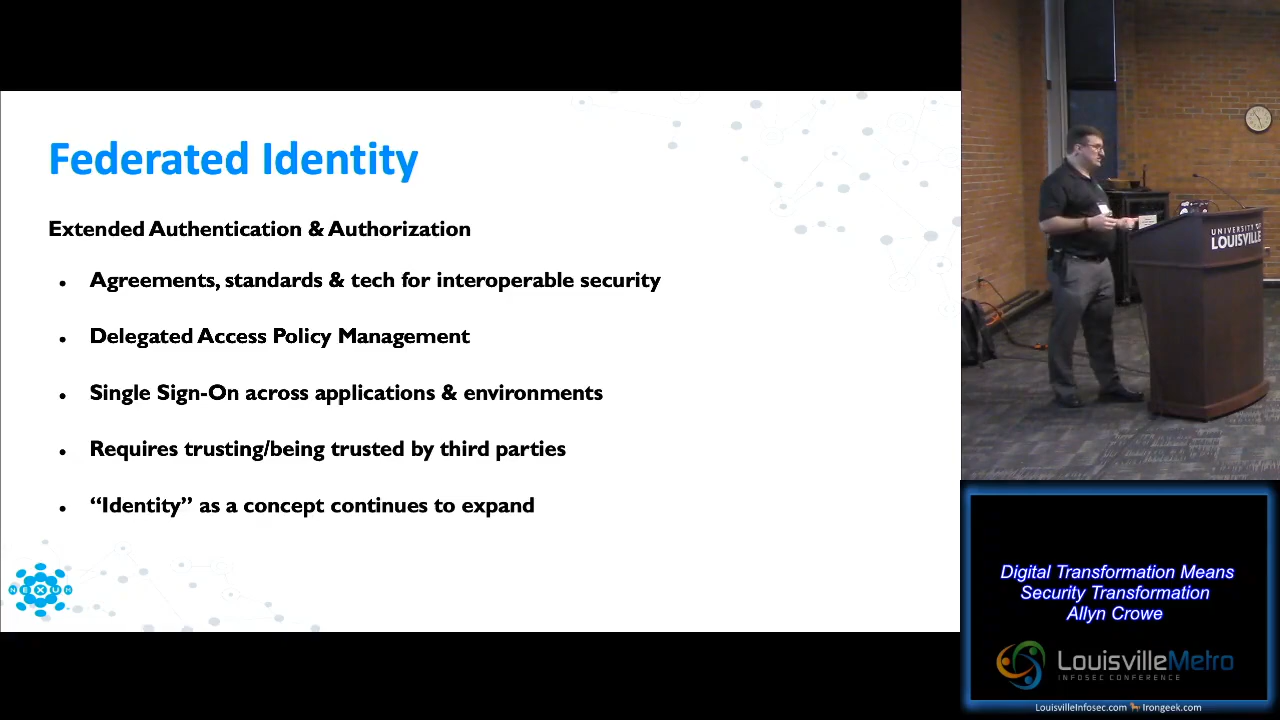 Federated Identity
Extended Authentication & Authorization
• Agreements, standards & tech for interoperable security
• Delegated Access Policy Management
• Single Sign-On across applications & environments
• Requires trusting/being trusted by third parties
• “Identity” as a concept continues to expand
NEXUM
UNIVERSITY OF
LOUISVILLE
Digital Transformation Means
Security Transformation
Allyn Crowe
LouisvilleMetro
INFOSEC CONFERENCE
LouisvilleInfosec.com Irongeek.com